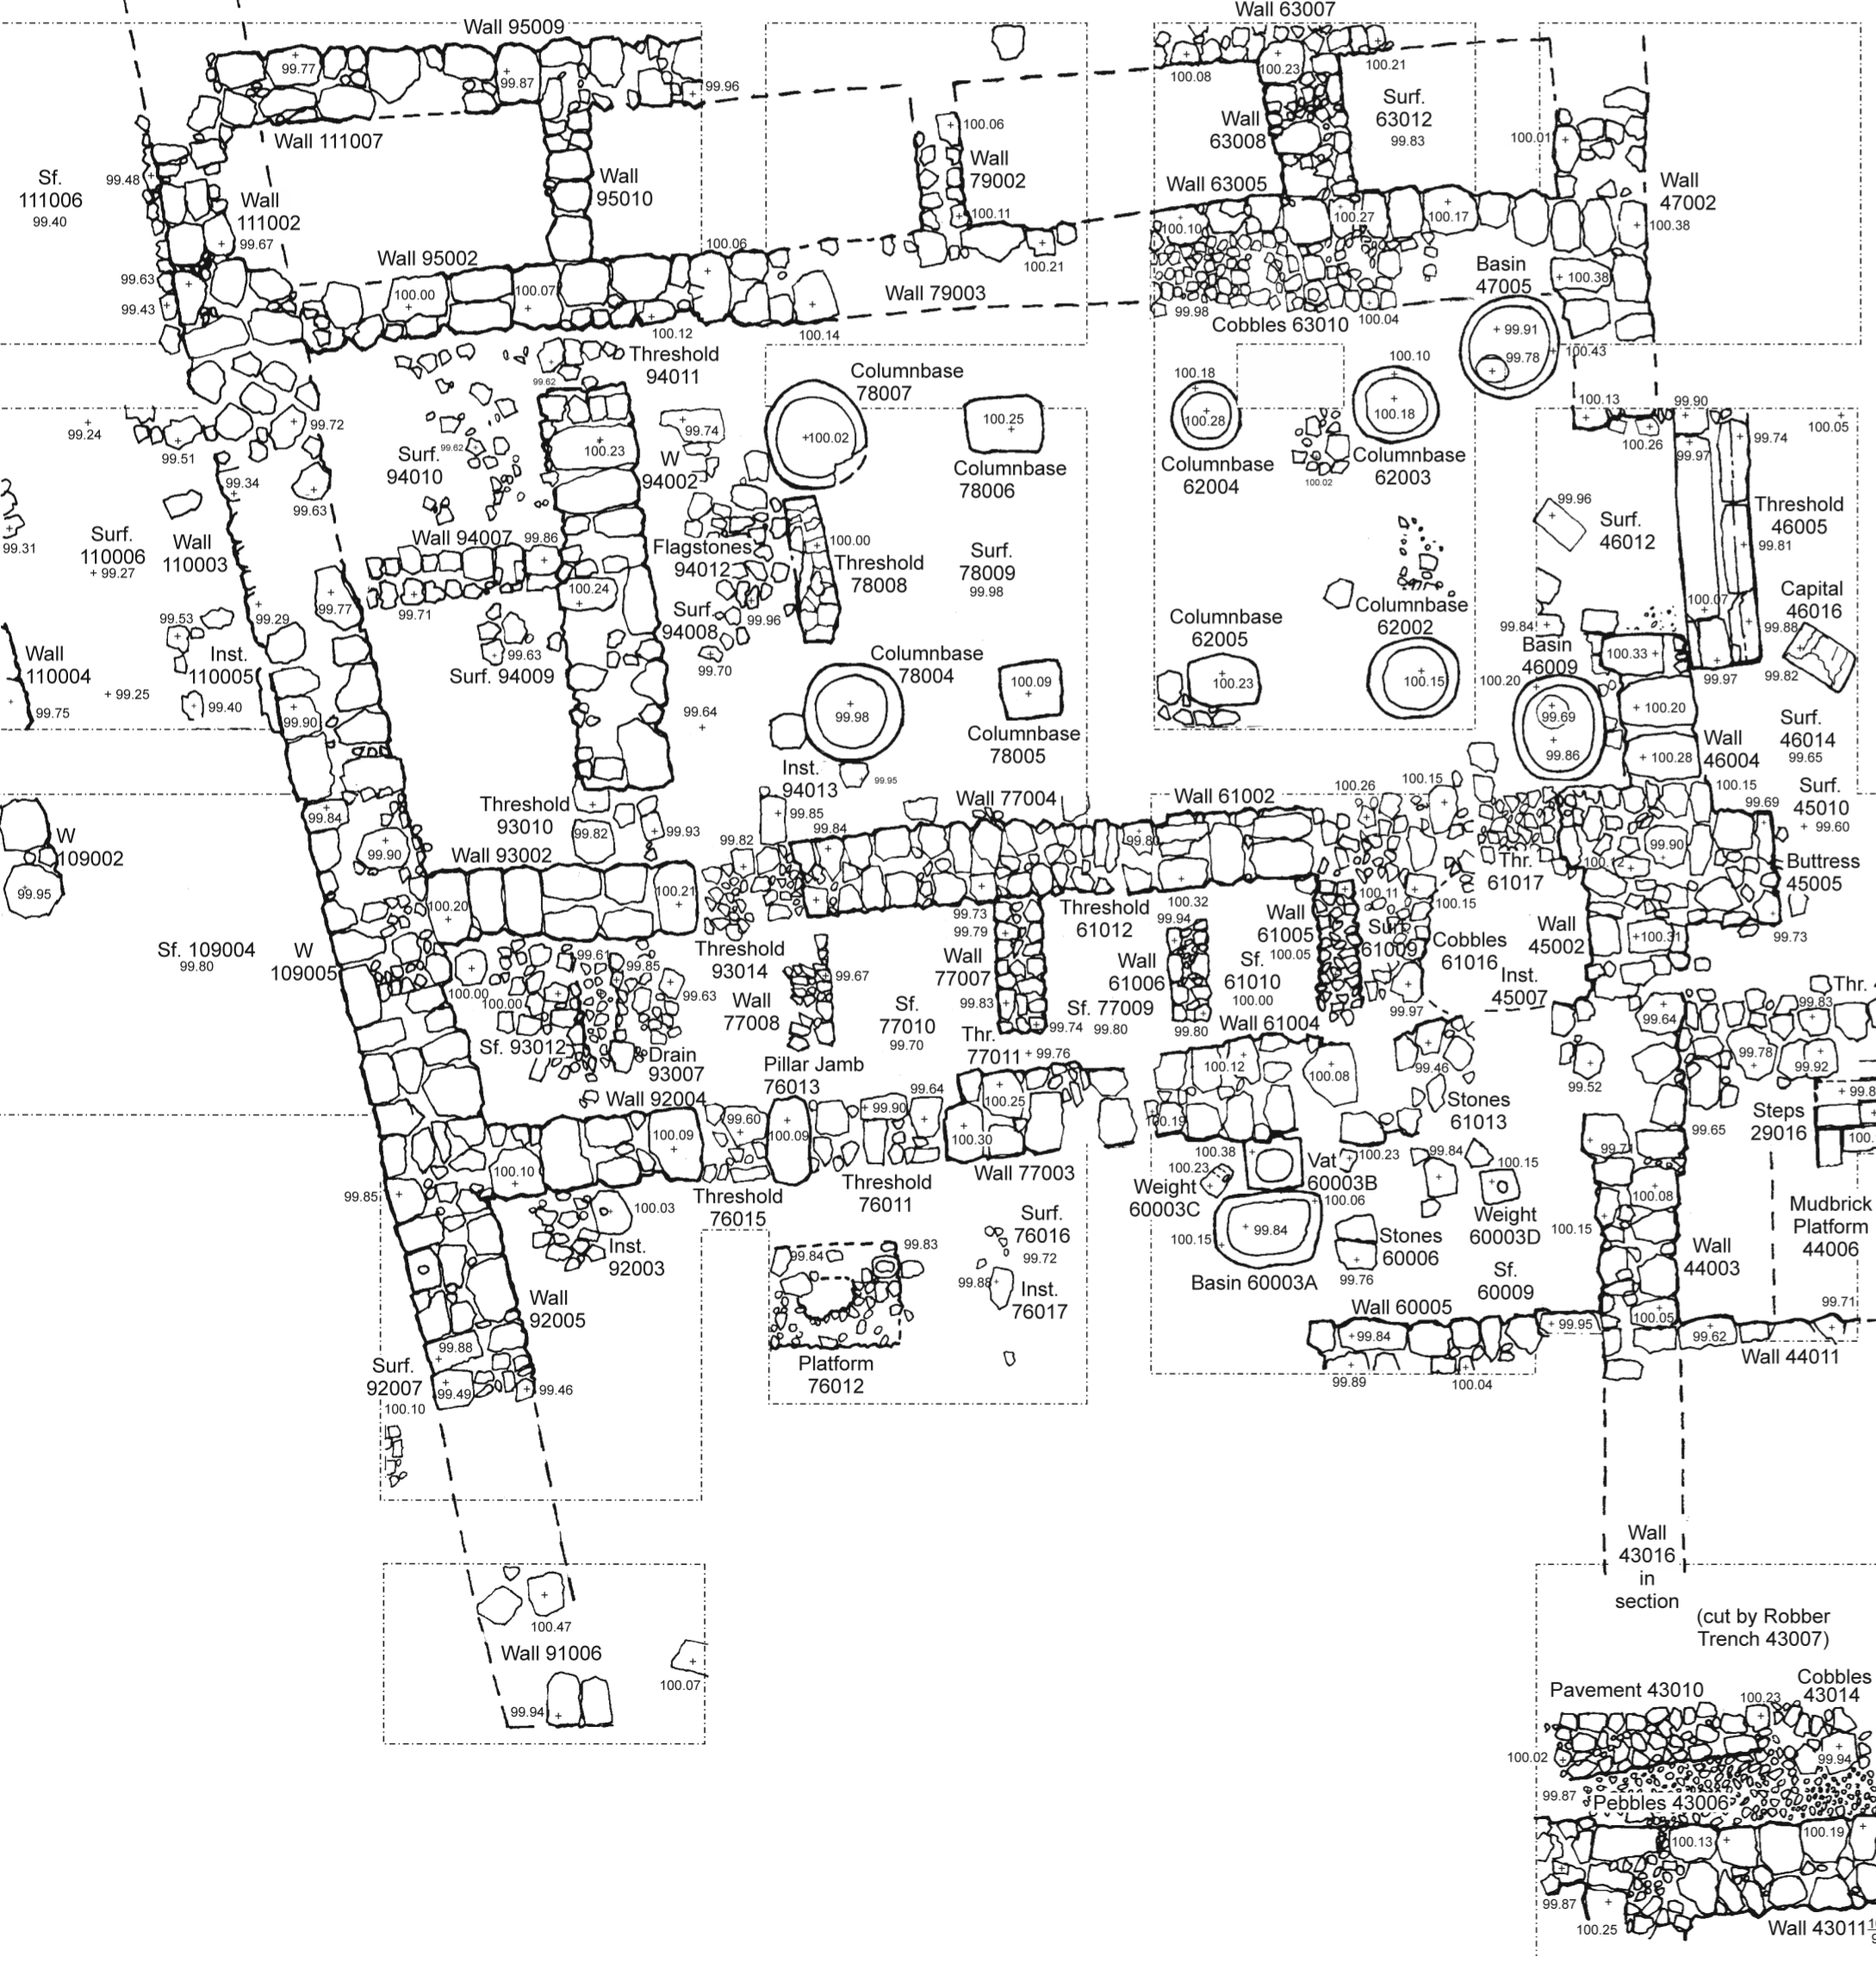 Wall 63007
Wall 95009
99.77
99.87
99.96
100.08
100.23
100.21
Wall 111007
Sf.
111006
99.40
99.48
Wall
111002
99.67
99.63
99.43
Wall
95010
100.06
Wall
79002
100.11
Wall
63008
Surf.
63012
99.83
100.01
Wall
47002
Wall 63005
100.10
100.27
100.17
100.38
Wall 95002
100.06
100.00
100.07
100.12
100.14
100.21
Wall 79003
99.98
Cobbles 63010
100.04
Basin
47005
100.38
99.91
99.78
100.43
Threshold
94011
99.62
Columnbase
78007
100.02
100.25
Columnbase
78006
100.18
100.28
Columnbase
62004
100.10
100.18
Columnbase
62003
100.02
100.13
100.26
99.90
99.97
99.74
100.05
99.24
99.51
99.72
99.34
99.63
Surf.
94010
99.62
100.23
99.74
W
94002
99.96
Surf.
46012
Threshold
46005
99.81
99.31
Surf.
110006
99.27
Wall
110003
Wall 94007
99.86
99.71
Flagstones
94012
100.00
Threshold
78008
Surf.
78009
99.98
99.96
100.24
Surf.
94008
99.70
99.77
99.29
99.53
Inst.
110005
99.40
Wall
110004
99.75
99.25
99.90
99.63
Surf. 94009
99.64
Columnbase
78004
99.98
100.09
Columnbase
78005
Columnbase
62005
100.23
Columnbase
62002
100.15
99.84
Basin
46009
100.20
99.69
99.86
100.33
100.07
99.88
Capital
46016
99.82
99.97
100.20
100.28
Wall
46004
Surf.
46014
99.65
Inst.
94013
99.95
99.85
99.84
99.82
Wall 77004
Wall 61002
100.26
100.15
100.15
99.69
Surf.
45010
99.60
W
109002
99.95
99.84
99.90
Threshold
93010
99.82
99.93
Wall 93002
100.20
100.21
Threshold
93014
99.73
99.79
Threshold
61012
100.32
99.94
Wall
61005
100.05
100.11
100.15
Thr.
61017
99.90
Buttress
45005
99.73
Sf. 109004
99.80
W
109005
99.61
99.85
99.63
100.00
100.00
Sf. 93012
Drain
93007
Wall
77008
99.67
Sf.
77010
99.70
Wall
77007
99.83
Thr.
77011
99.76
99.74
Sf. 77009
99.80
Wall
61006
99.80
Sf.
61010
100.00
Surf.
61009
99.97
Cobbles
61016
Wall
45002
100.31
Inst.
45007
99.52
99.64
99.83
Thr.
99.78
99.92
Pillar Jamb
76013
Wall 61004
100.12
100.08
99.46
Stones
61013
Wall 92004
100.09
99.60
100.09
99.90
99.64
100.25
100.30
Wall 77003
100.19
99.71
99.65
Steps
29016
99.85
100.10
Threshold
76015
Threshold
76011
100.03
Inst.
92003
100.38
100.23
Weight
60003C
Vat
60003B
100.06
100.23
99.84
100.15
Weight
60003D
100.08
100.15
100.15
99.84
Basin 60003A
Stones
60006
99.76
Sf.
60009
Wall
44003
Mudbrick
Platform
44006
Surf.
76016
99.72
99.88
Inst.
76017
99.84
99.83
Platform
76012
Wall
92005
99.88
99.49
99.46
Surf.
92007
100.10
Wall 60005
99.84
99.89
100.04
99.95
100.05
99.62
99.71
Wall 44011
Wall
43016
in
section
(cut by Robber
Trench 43007)
100.47
Wall 91006
99.94
100.07
Pavement 43010
100.23
Cobbles
43014
100.02
99.94
99.87
Pebbles 43006
100.13
100.19
99.87
100.25
Wall 43011